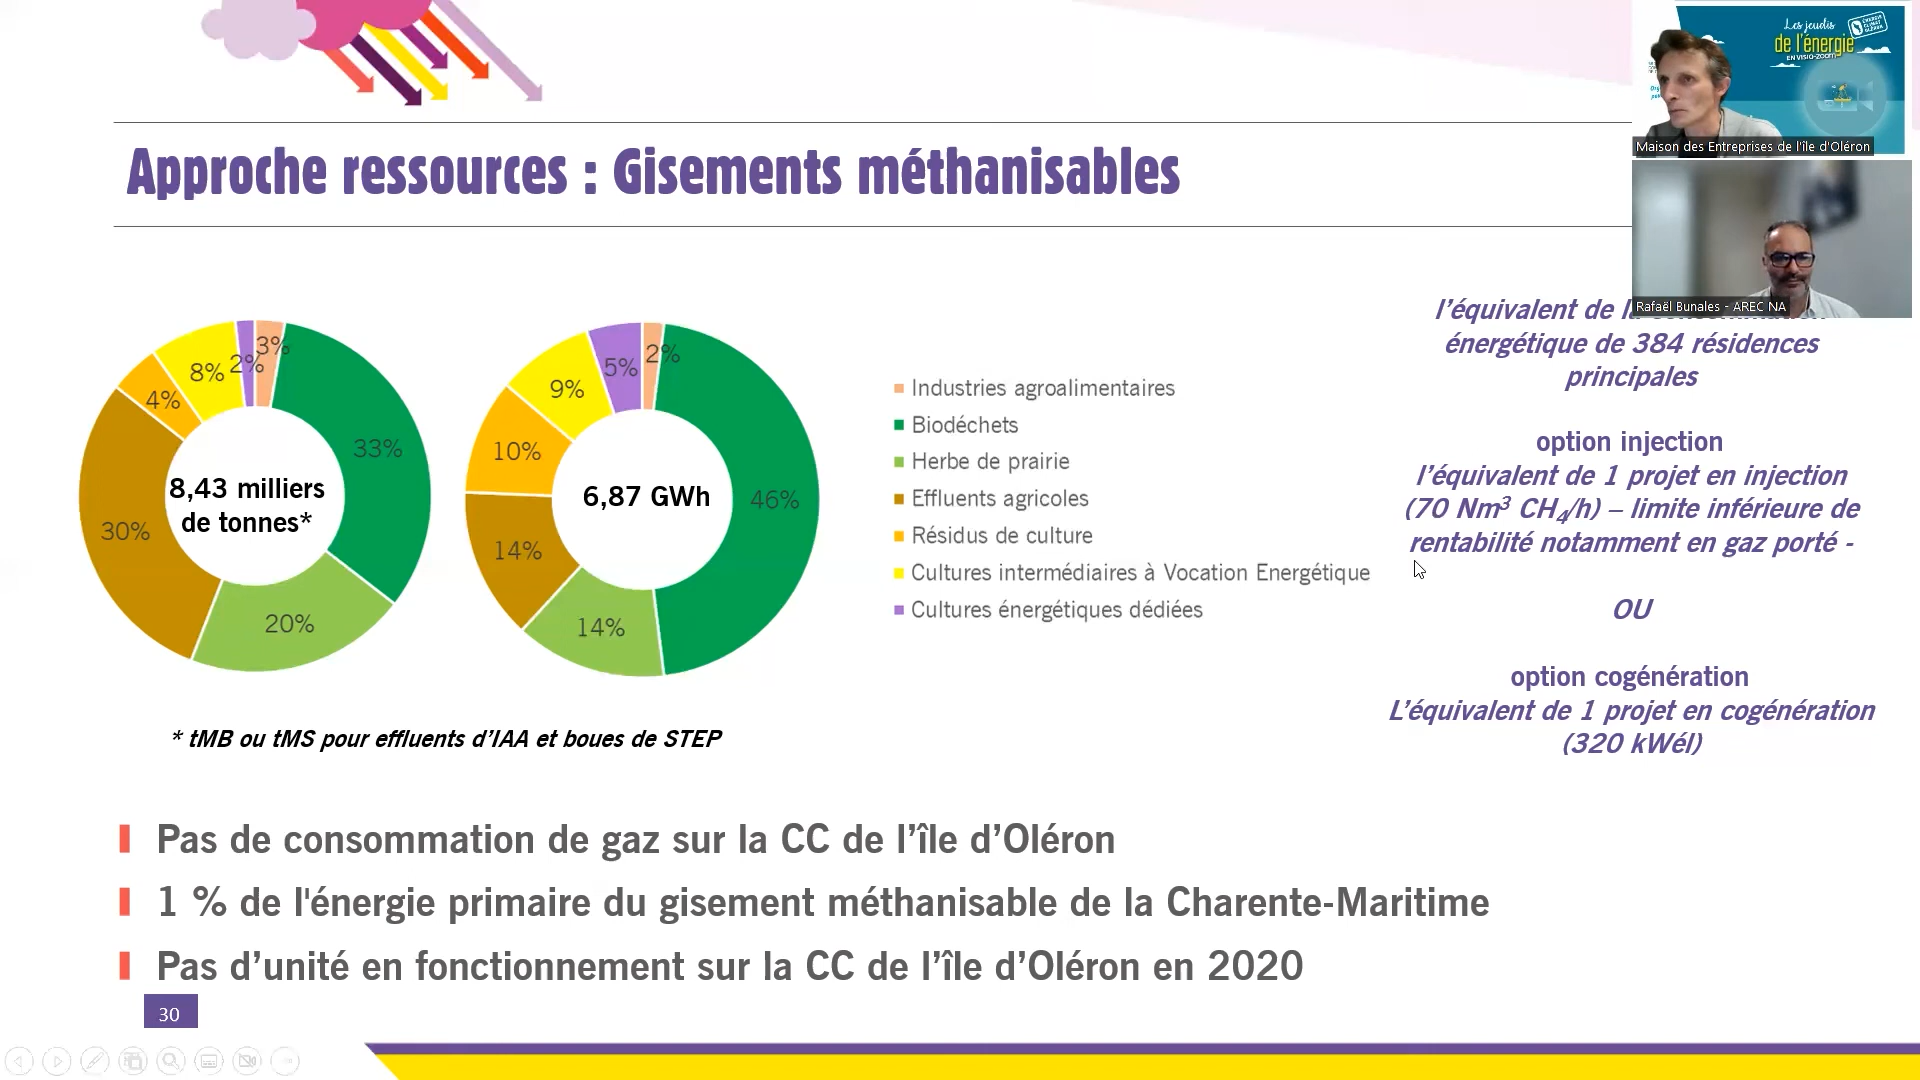 Les jeudis
de l'énergie
EN VISIO-ZOOM
Maison des Entreprises de l'île d'Oléron
Rafaël Bunales - AREC NA
Approche ressources : Gisements méthanisables
3%
33%
20%
30%
4%
8%
2%
8,43 milliers
de tonnes*
2%
46%
14%
14%
10%
9%
5%
6,87 GWh
Industries agroalimentaires
Biodéchets
Herbe de prairie
Effluents agricoles
Résidus de culture
Cultures intermédiaires à Vocation Energétique
Cultures énergétiques dédiées
l’équivalent de
énergétique de 384 résidences
principales
option injection
l’équivalent de 1 projet en injection
(70 Nm³ CH₄/h) – limite inférieure de
rentabilité notamment en gaz porté -
OU
option cogénération
L’équivalent de 1 projet en cogénération
(320 kWél)
* tMB ou tMS pour effluents d’IAA et boues de STEP
Pas de consommation de gaz sur la CC de l’île d’Oléron
1 % de l'énergie primaire du gisement méthanisable de la Charente-Maritime
Pas d’unité en fonctionnement sur la CC de l’île d’Oléron en 2020
30